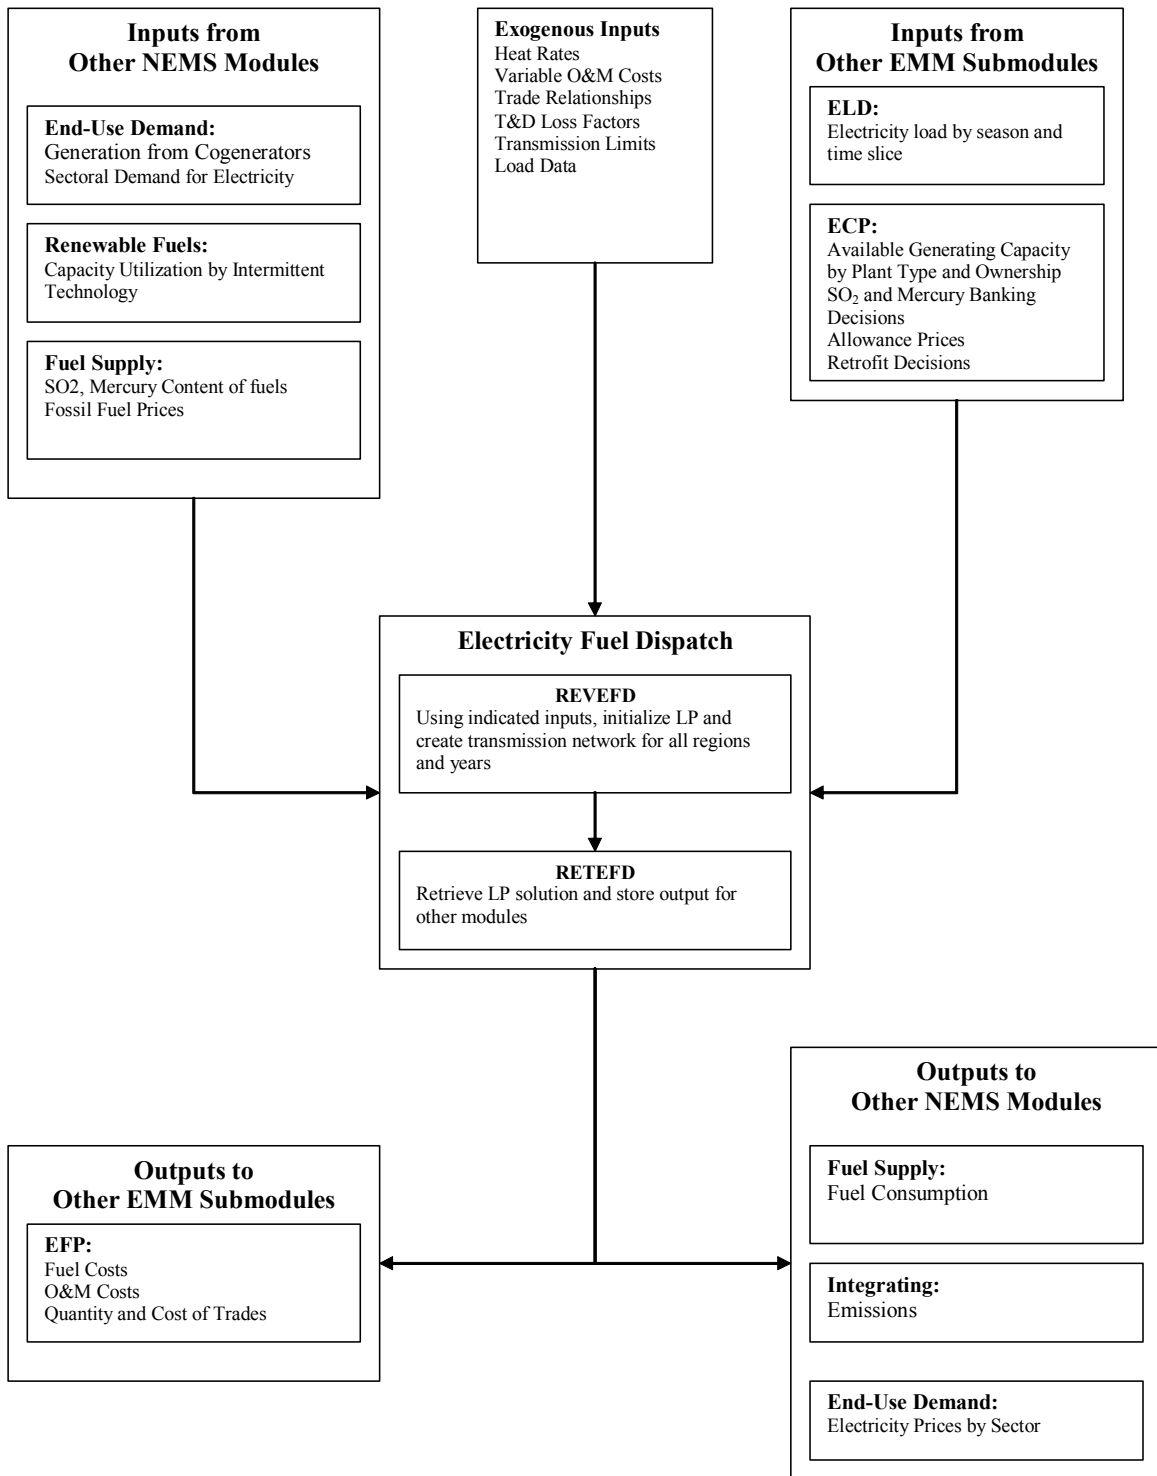 Inputs from
Other NEMS Modules
End-Use Demand:
Generation from Cogenerators
Sectoral Demand for Electricity
Renewable Fuels:
Capacity Utilization by Intermittent
Technology
Fuel Supply:
SO2, Mercury Content of fuels
Fossil Fuel Prices
Exogenous Inputs
Heat Rates
Variable O&M Costs
Trade Relationships
T&D Loss Factors
Transmission Limits
Load Data
Inputs from
Other EMM Submodules
ELD:
Electricity load by season and
time slice
ECP:
Available Generating Capacity
by Plant Type and Ownership
SO₂ and Mercury Banking
Decisions
Allowance Prices
Retrofit Decisions
Electricity Fuel Dispatch
REVEFD
Using indicated inputs, initialize LP and
create transmission network for all regions
and years
RETEFD
Retrieve LP solution and store output for
other modules
Outputs to
Other EMM Submodules
EFP:
Fuel Costs
O&M Costs
Quantity and Cost of Trades
Outputs to
Other NEMS Modules
Fuel Supply:
Fuel Consumption
Integrating:
Emissions
End-Use Demand:
Electricity Prices by Sector